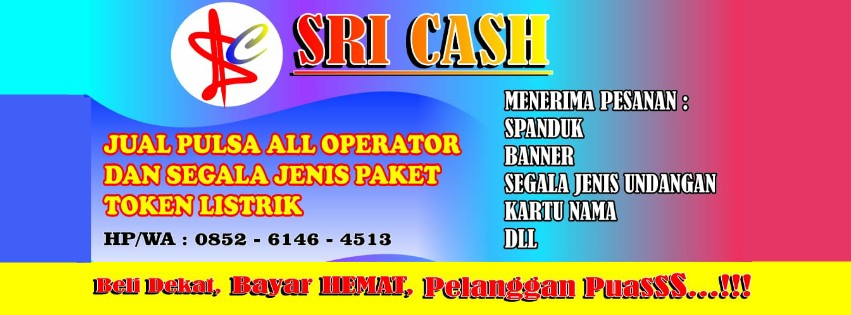 SC
SRI CASH
JUAL PULSA ALL OPERATOR
DAN SEGALA JENIS PAKET
TOKEN LISTRIK
HP/WA : 0852 - 6146 - 4513
MENERIMA PESANAN :
SPANDUK
BANNER
SEGALA JENIS UNDANGAN
KARTU NAMA
DLL
Beli Dekat, Bayar HEMAT, Pelanggan PuaSSS...!!!